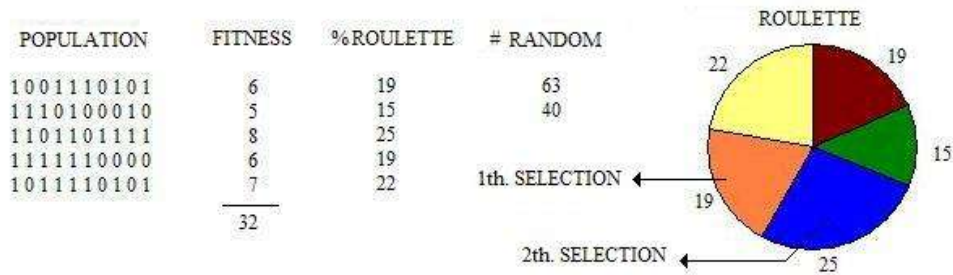 ROULETTE
POPULATION FITNESS %ROULETTE # RANDOM
1001110101 6 19 63
1110100010 5 15 40
1101101111 8 25
1111110000 6 19
1011110101 7 22
32
22
19
15
1th. SELECTION
19
2th. SELECTION
25